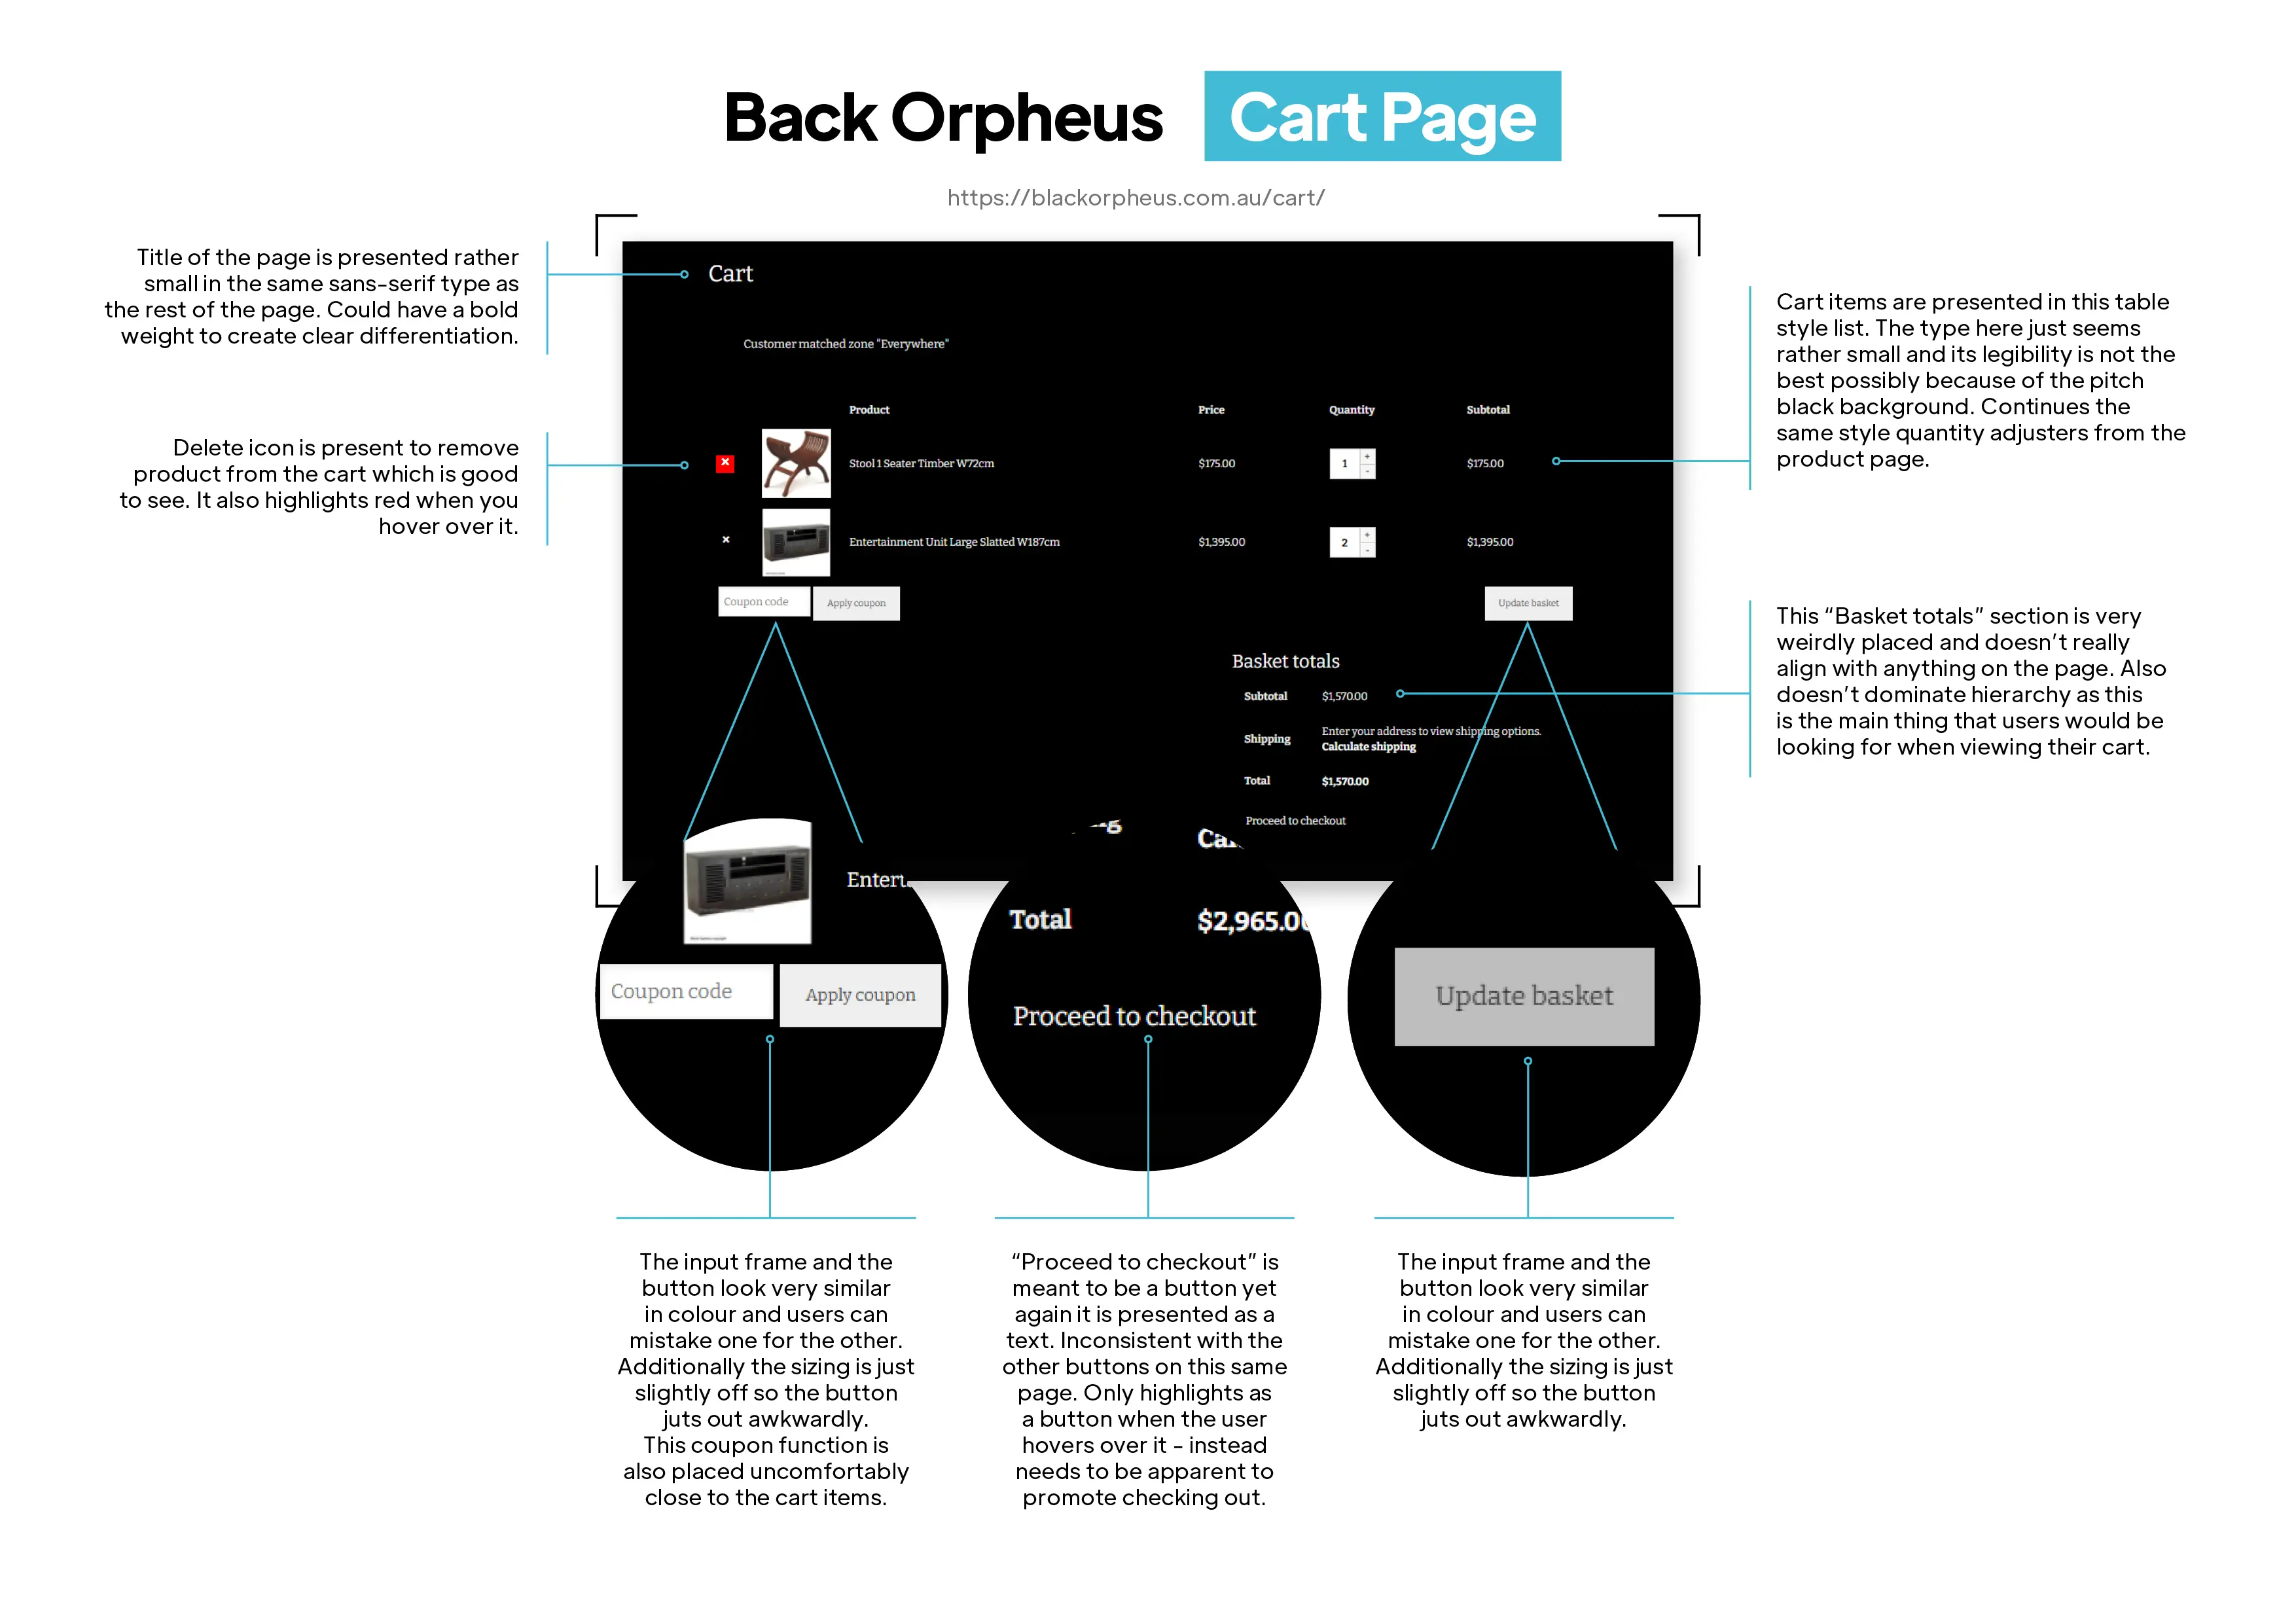 Back Orpheus Cart Page
https://blackorpheus.com.au/cart/
Title of the page is presented rather
small in the same sans-serif type as
the rest of the page. Could have a bold
weight to create clear differentiation.
Delete icon is present to remove
product from the cart which is good
to see. It also highlights red when you
hover over it.
Cart
Customer matched zone "Everywhere"
Product Price Quantity Subtotal
× Stool 1 Seater Timber W72cm $175.00 1 + - $175.00
× Entertainment Unit Large Slatted W187cm $1,395.00 2 + - $1,395.00
Coupon code Apply coupon Update basket
Basket totals
Subtotal $1,570.00
Shipping Enter your address to view shipping options.
Calculate shipping
Total $1,570.00
Proceed to checkout
Cart items are presented in this table
style list. The type here just seems
rather small and its legibility is not the
best possibly because of the pitch
black background. Continues the
same style quantity adjusters from the
product page.
This “Basket totals” section is very
weirdly placed and doesn’t really
align with anything on the page. Also
doesn’t dominate hierarchy as this
is the main thing that users would be
looking for when viewing their cart.
Entert
Coupon code Apply coupon
Total $2,965.00
Proceed to checkout
Update basket
The input frame and the
button look very similar
in colour and users can
mistake one for the other.
Additionally the sizing is just
slightly off so the button
juts out awkwardly.
This coupon function is
also placed uncomfortably
close to the cart items.
“Proceed to checkout” is
meant to be a button yet
again it is presented as a
text. Inconsistent with the
other buttons on this same
page. Only highlights as
a button when the user
hovers over it - instead
needs to be apparent to
promote checking out.
The input frame and the
button look very similar
in colour and users can
mistake one for the other.
Additionally the sizing is just
slightly off so the button
juts out awkwardly.